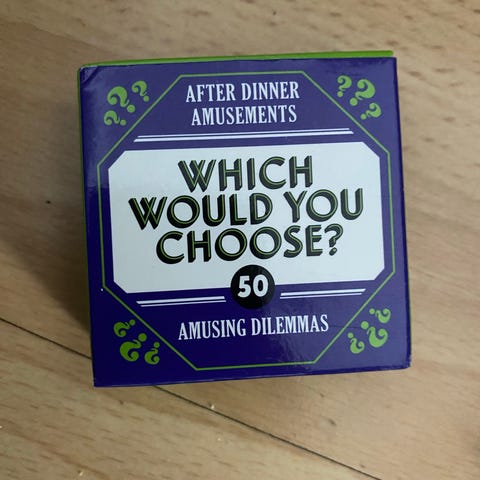 AFTER DINNER
AMUSEMENTS
WHICH
WOULD YOU
CHOOSE?
50
AMUSING DILEMMAS